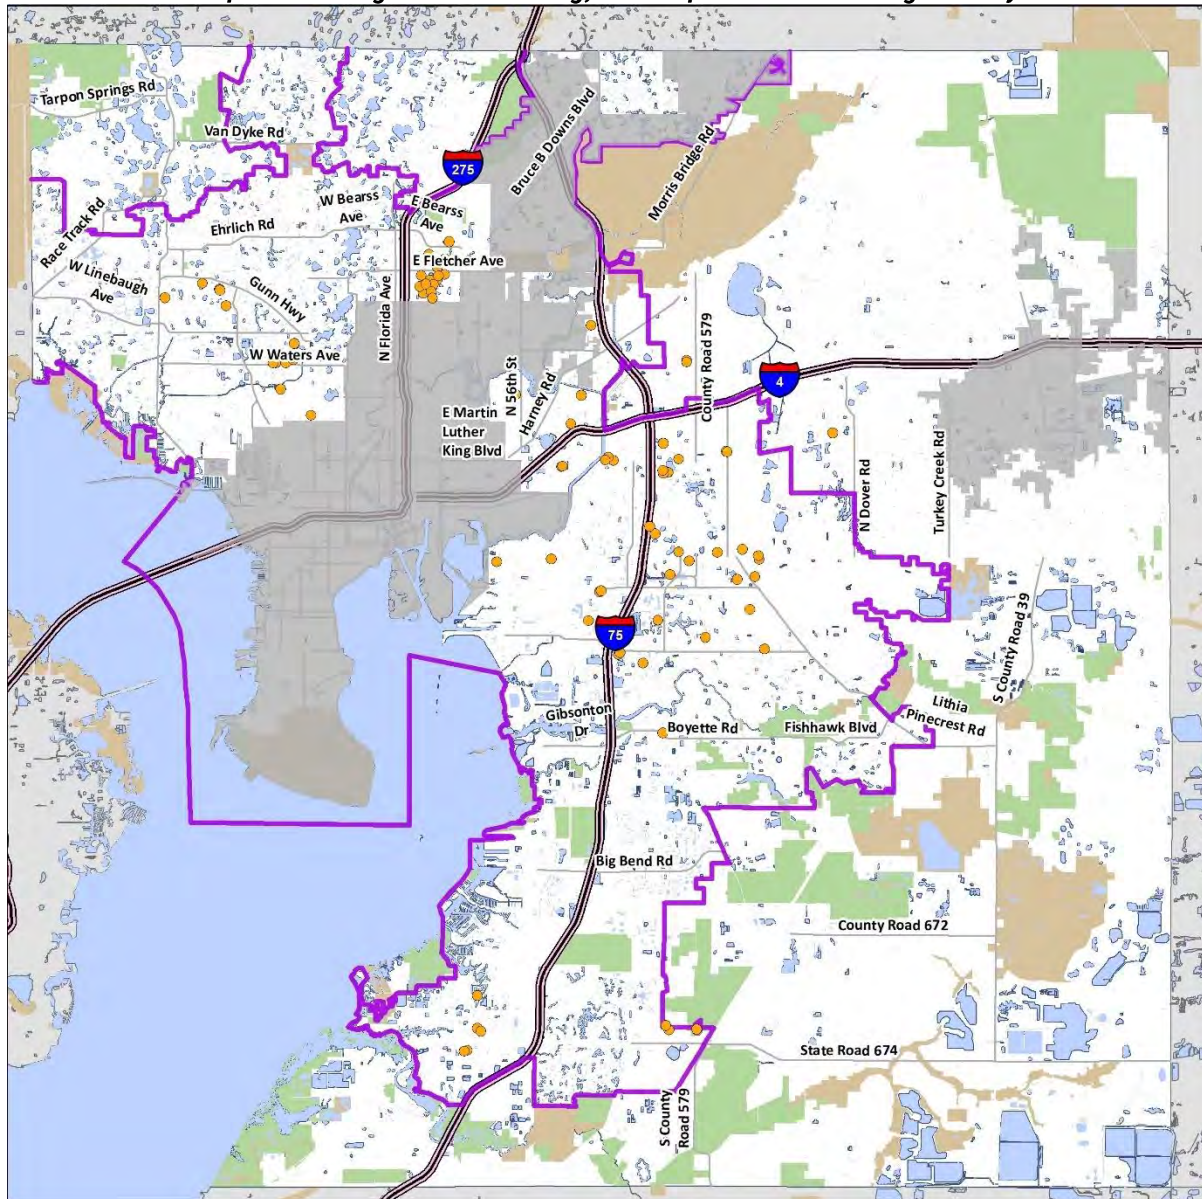 Tarpon Springs Rd
Van Dyke Rd
275
Bruce B Downs Blvd
Morris Bridge Rd
Race Track Rd
W Bearss
Ave
E Bearss
Ave
Ehrlich Rd
E Fletcher Ave
W Linebaugh
Ave
Gunn Hwy
N Florida Ave
W Waters Ave
N 56th St
Harney Rd
County Road 579
4
E Martin
Luther
King Blvd
N Dover Rd
Turkey Creek Rd
S County Road 39
75
Gibsonton
Dr
Boyette Rd
Fishhawk Blvd
Lithia
Pinecrest Rd
Big Bend Rd
County Road 672
State Road 674
S County
Road 579